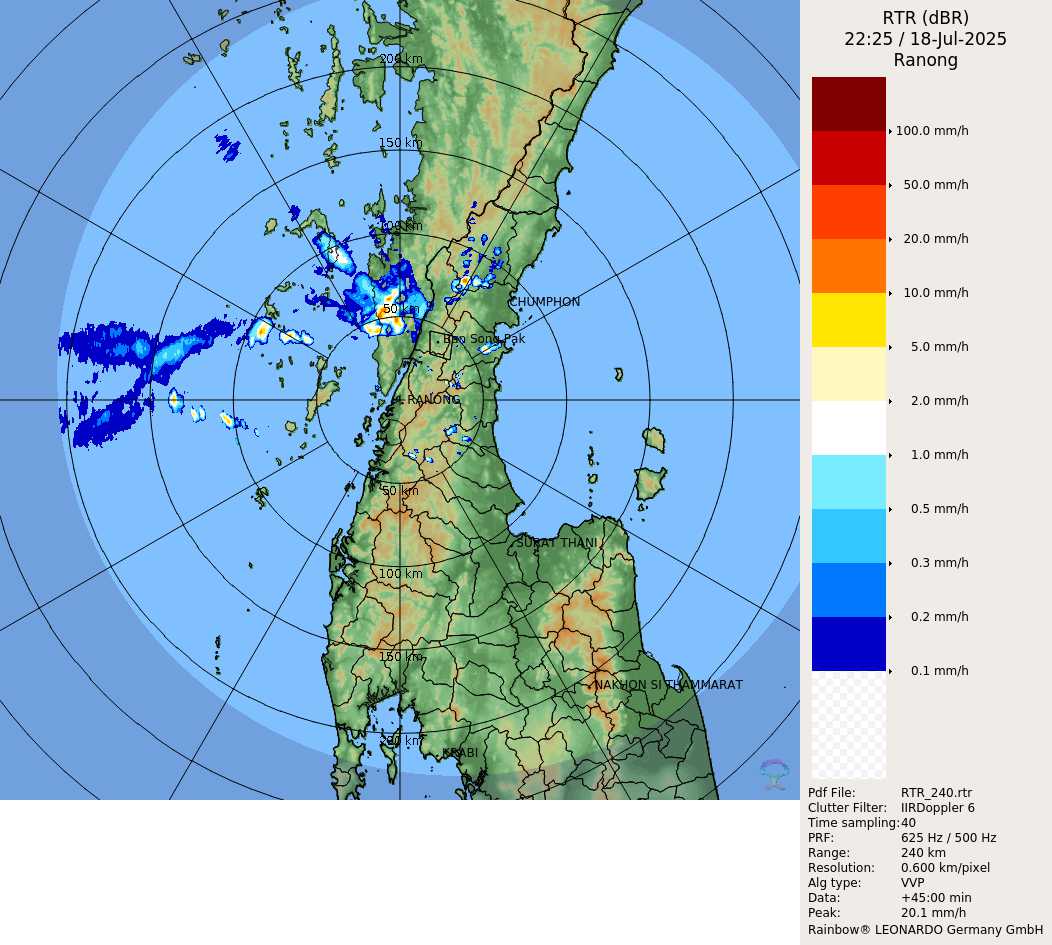 RTR (dBR)
22:25 / 18-Jul-2025
Ranong
100.0 mm/h
50.0 mm/h
20.0 mm/h
10.0 mm/h
5.0 mm/h
2.0 mm/h
1.0 mm/h
0.5 mm/h
0.3 mm/h
0.2 mm/h
0.1 mm/h
200 km
150 km
100 km
50 km
CHUMPHON
Ban Song Pak
RANONG
50 km
SURAT THANI
100 km
150 km
NAKHON SI THAMMARAT
200 km
KRABI
Pdf File: RTR_240.rtr
Clutter Filter: IIRDoppler 6
Time sampling:40
PRF: 625 Hz / 500 Hz
Range: 240 km
Resolution: 0.600 km/pixel
Alg type: VVP
Data: +45:00 min
Peak: 20.1 mm/h
Rainbow® LEONARDO Germany GmbH